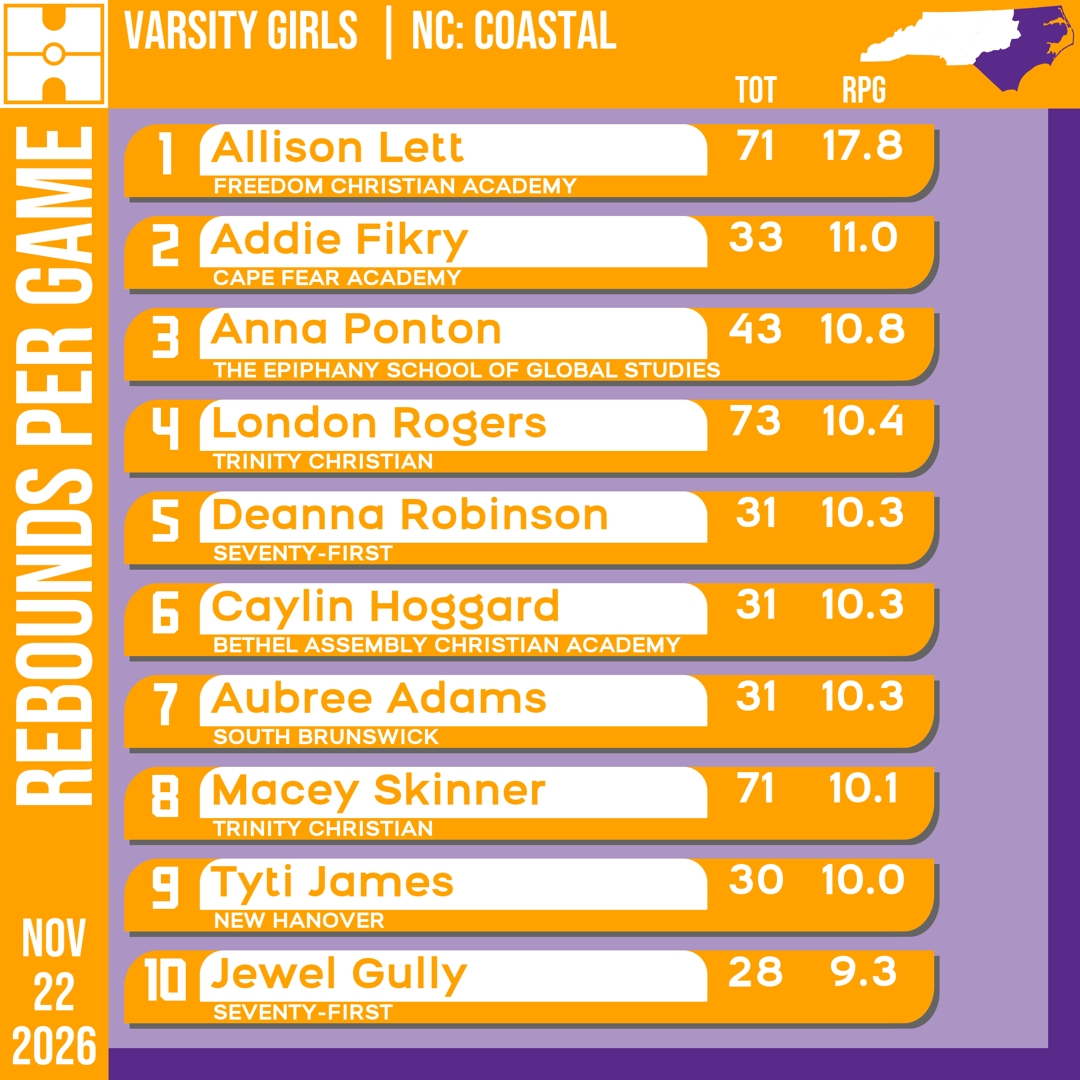 VARSITY GIRLS | NC: COASTAL
TOT RPG
REBOUNDS PER GAME
NOV
22
2026
1 Allison Lett 71 17.8
FREEDOM CHRISTIAN ACADEMY
2 Addie Fikry 33 11.0
CAPE FEAR ACADEMY
3 Anna Ponton 43 10.8
THE EPIPHANY SCHOOL OF GLOBAL STUDIES
4 London Rogers 73 10.4
TRINITY CHRISTIAN
5 Deanna Robinson 31 10.3
SEVENTY-FIRST
6 Caylin Hoggard 31 10.3
BETHEL ASSEMBLY CHRISTIAN ACADEMY
7 Aubree Adams 31 10.3
SOUTH BRUNSWICK
8 Macey Skinner 71 10.1
TRINITY CHRISTIAN
9 Tyti James 30 10.0
NEW HANOVER
10 Jewel Gully 28 9.3
SEVENTY-FIRST